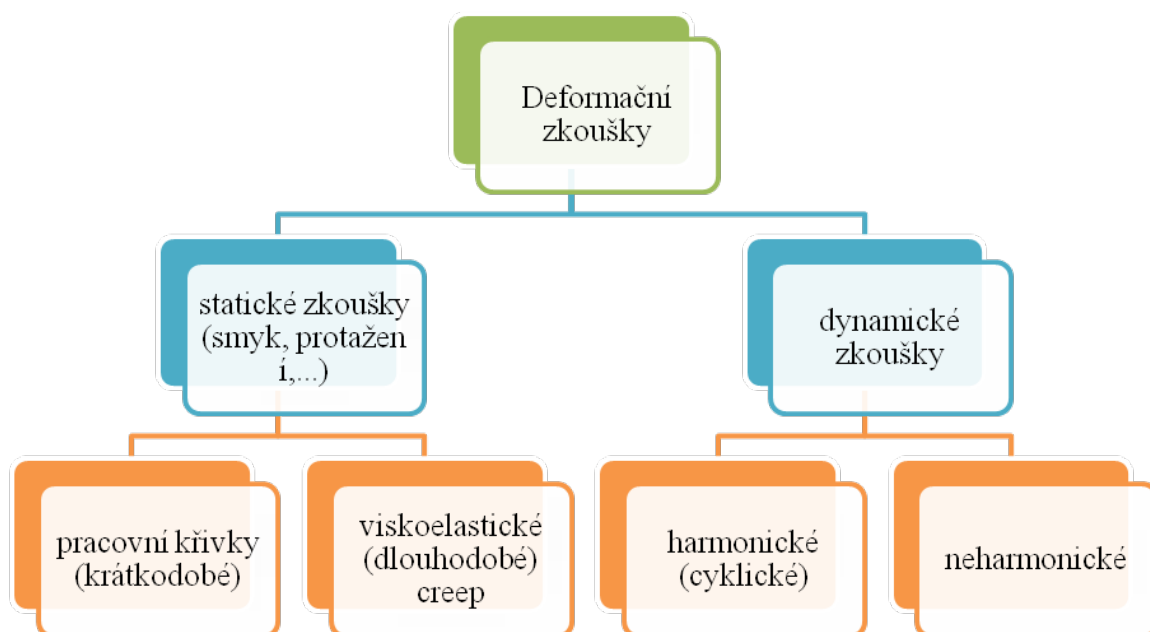 Deformační
zkoušky
statické zkoušky
(smyk, protažen
í,...)
dynamické
zkoušky
pracovní křivky
(krátkodobé)
viskoelastické
(dlouhodobé)
creep
harmonické
(cyklické)
neharmonické